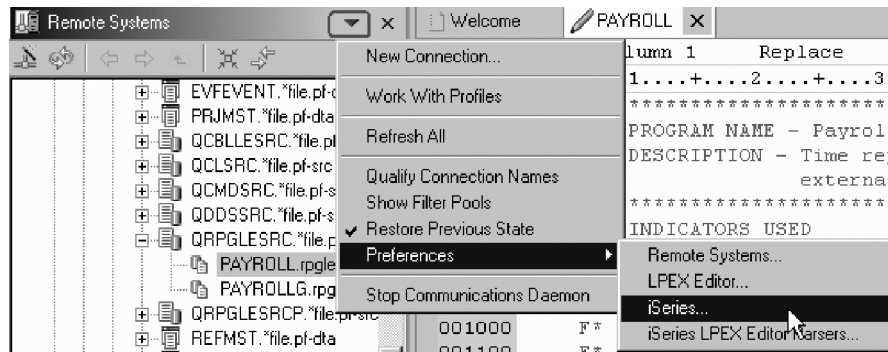 Remote Systems
Welcome
PAYROLL
New Connection...
Work With Profiles
Refresh All
Qualify Connection Names
Show Filter Pools
Restore Previous State
Preferences
Stop Communications Daemon
Remote Systems...
LPEX Editor...
iSeries...
iSeries LPEX Editor Parsers...
EVFEVENT.*file.pf-d
PRJMST.*file.pf-dta
QCBLLESRC.*file.pf
QCLSRC.*file.pf-src
QCMDSRC.*file.pf-s
QDDSSRC.*file.pf-s
QRPGLESRC.*file.p
PAYROLL.rpgle
PAYROLLG.rpg
QRPGLESRCP.*file.pf-src
REFMST.*file.pf-dta
lumn 1 Replace
1....+....2....+....3
*********************
PROGRAM NAME - Payrol
DESCRIPTION - Time re
externa
*********************
INDICATORS USED
001000 F*
001100 F*